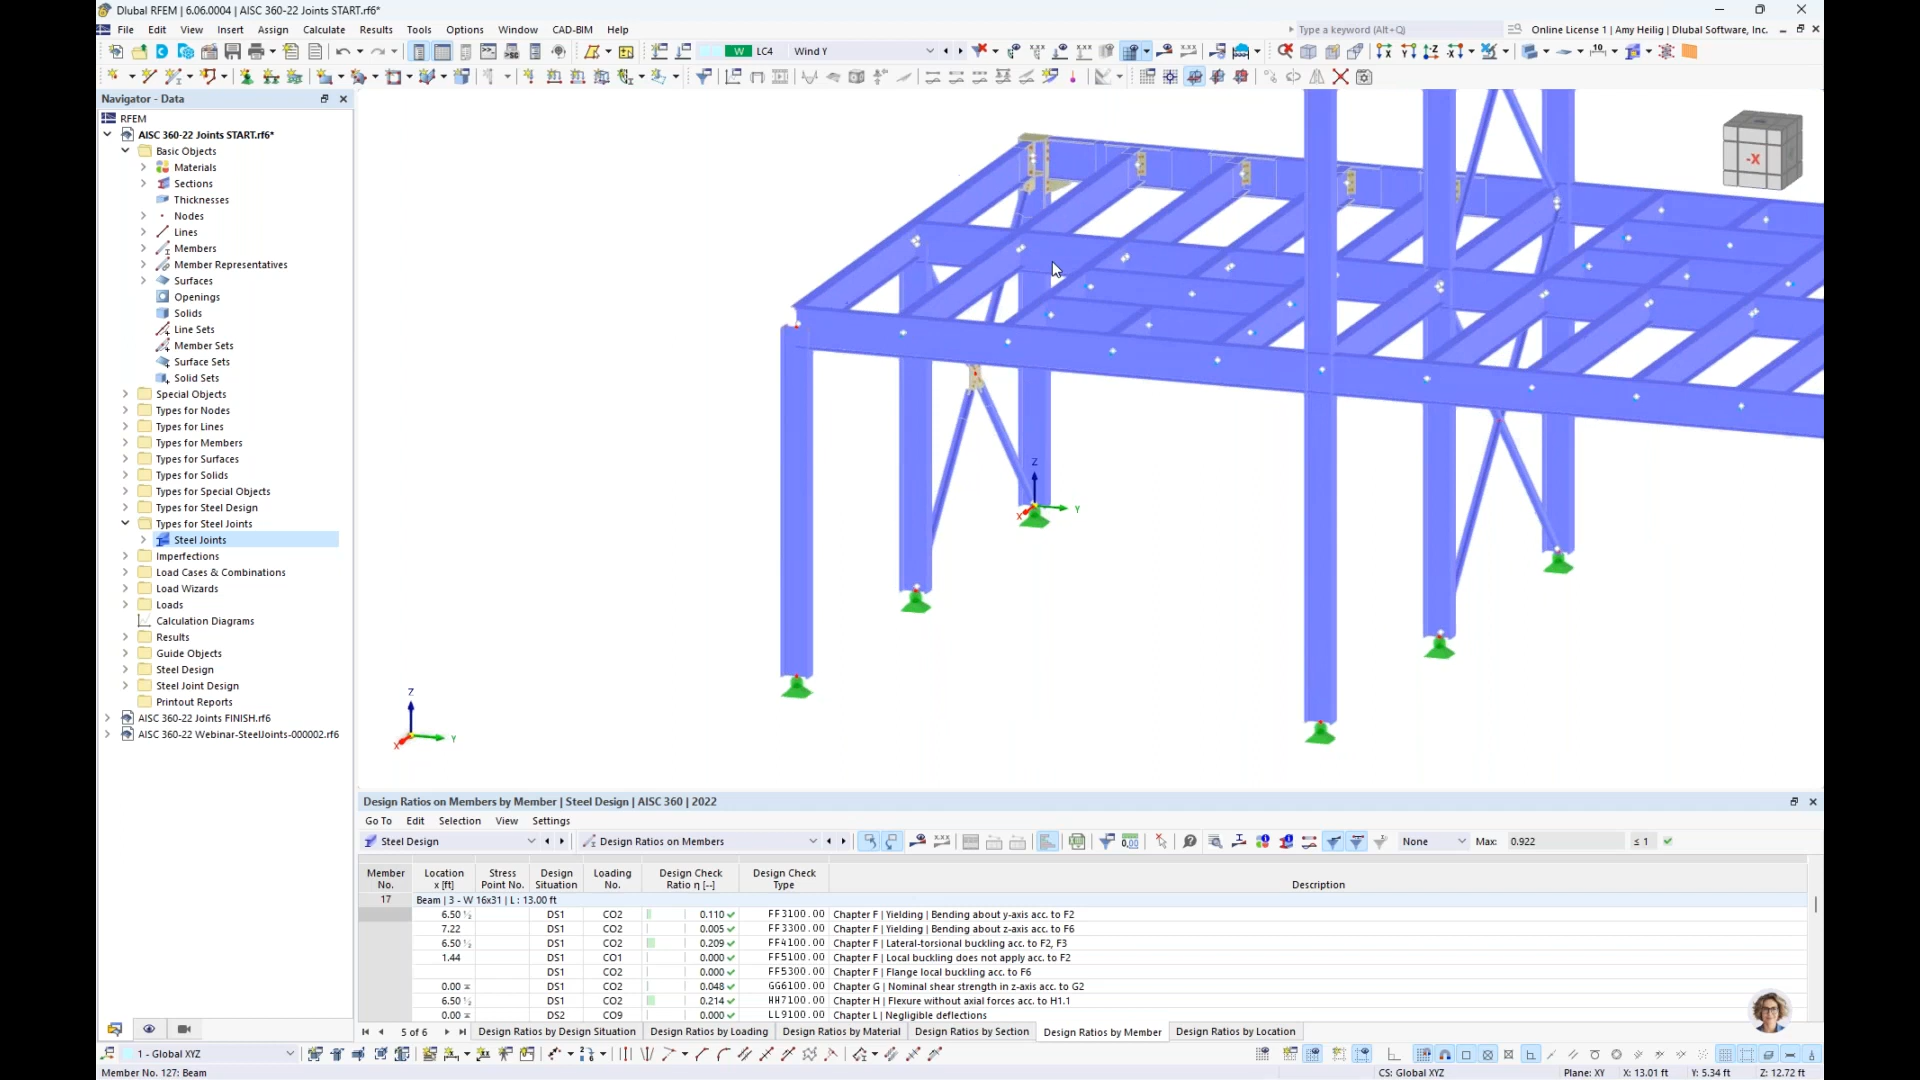 Dlubal RFEM | 6.06.0004 | AISC 360-22 Joints START.rf6*
File Edit View Insert Assign Calculate Results Tools Options Window CAD-BIM Help
Type a keyword (Alt+Q)
Online License 1 | Amy Heilig | Dlubal Software, Inc.
W LC4 Wind Y
Navigator - Data
RFEM
AISC 360-22 Joints START.rf6*
Basic Objects
Materials
Sections
Thicknesses
Nodes
Lines
Members
Member Representatives
Surfaces
Openings
Solids
Line Sets
Member Sets
Surface Sets
Solid Sets
Special Objects
Types for Nodes
Types for Lines
Types for Members
Types for Surfaces
Types for Solids
Types for Special Objects
Types for Steel Design
Types for Steel Joints
Steel Joints
Imperfections
Load Cases & Combinations
Load Wizards
Loads
Calculation Diagrams
Results
Guide Objects
Steel Design
Steel Joint Design
Printout Reports
AISC 360-22 Joints FINISH.rf6
AISC 360-22 Webinar-SteelJoints-000002.rf6
-X
Z
X
Y
Z
X
Y
Design Ratios on Members by Member | Steel Design | AISC 360 | 2022
Go To Edit Selection View Settings
Steel Design Design Ratios on Members None Max: 0.922 ≤ 1
Member No. Location x [ft] Stress Point No. Design Situation Loading No. Design Check Ratio η [--] Design Check Type Description
17 Beam | 3 - W 16x31 | L : 13.00 ft
6.50 ½ DS1 CO2 0.110 FF3100.00 Chapter F | Yielding | Bending about y-axis acc. to F2
7.22 DS1 CO2 0.005 FF3300.00 Chapter F | Yielding | Bending about z-axis acc. to F6
6.50 ½ DS1 CO2 0.209 FF4100.00 Chapter F | Lateral-torsional buckling acc. to F2, F3
1.44 DS1 CO1 0.000 FF5100.00 Chapter F | Local buckling does not apply acc. to F2
DS1 CO2 0.000 FF5300.00 Chapter F | Flange local buckling acc. to F6
0.00 DS1 CO2 0.048 GG6100.00 Chapter G | Nominal shear strength in z-axis acc. to G2
6.50 ½ DS1 CO2 0.214 HH7100.00 Chapter H | Flexure without axial forces acc. to H1.1
0.00 DS2 CO9 0.000 LL9100.00 Chapter L | Negligible deflections
5 of 6 Design Ratios by Design Situation Design Ratios by Loading Design Ratios by Material Design Ratios by Section Design Ratios by Member Design Ratios by Location
1 - Global XYZ
Member No. 127: Beam CS: Global XYZ Plane: XY X: 13.01 ft Y: 5.34 ft Z: 12.72 ft